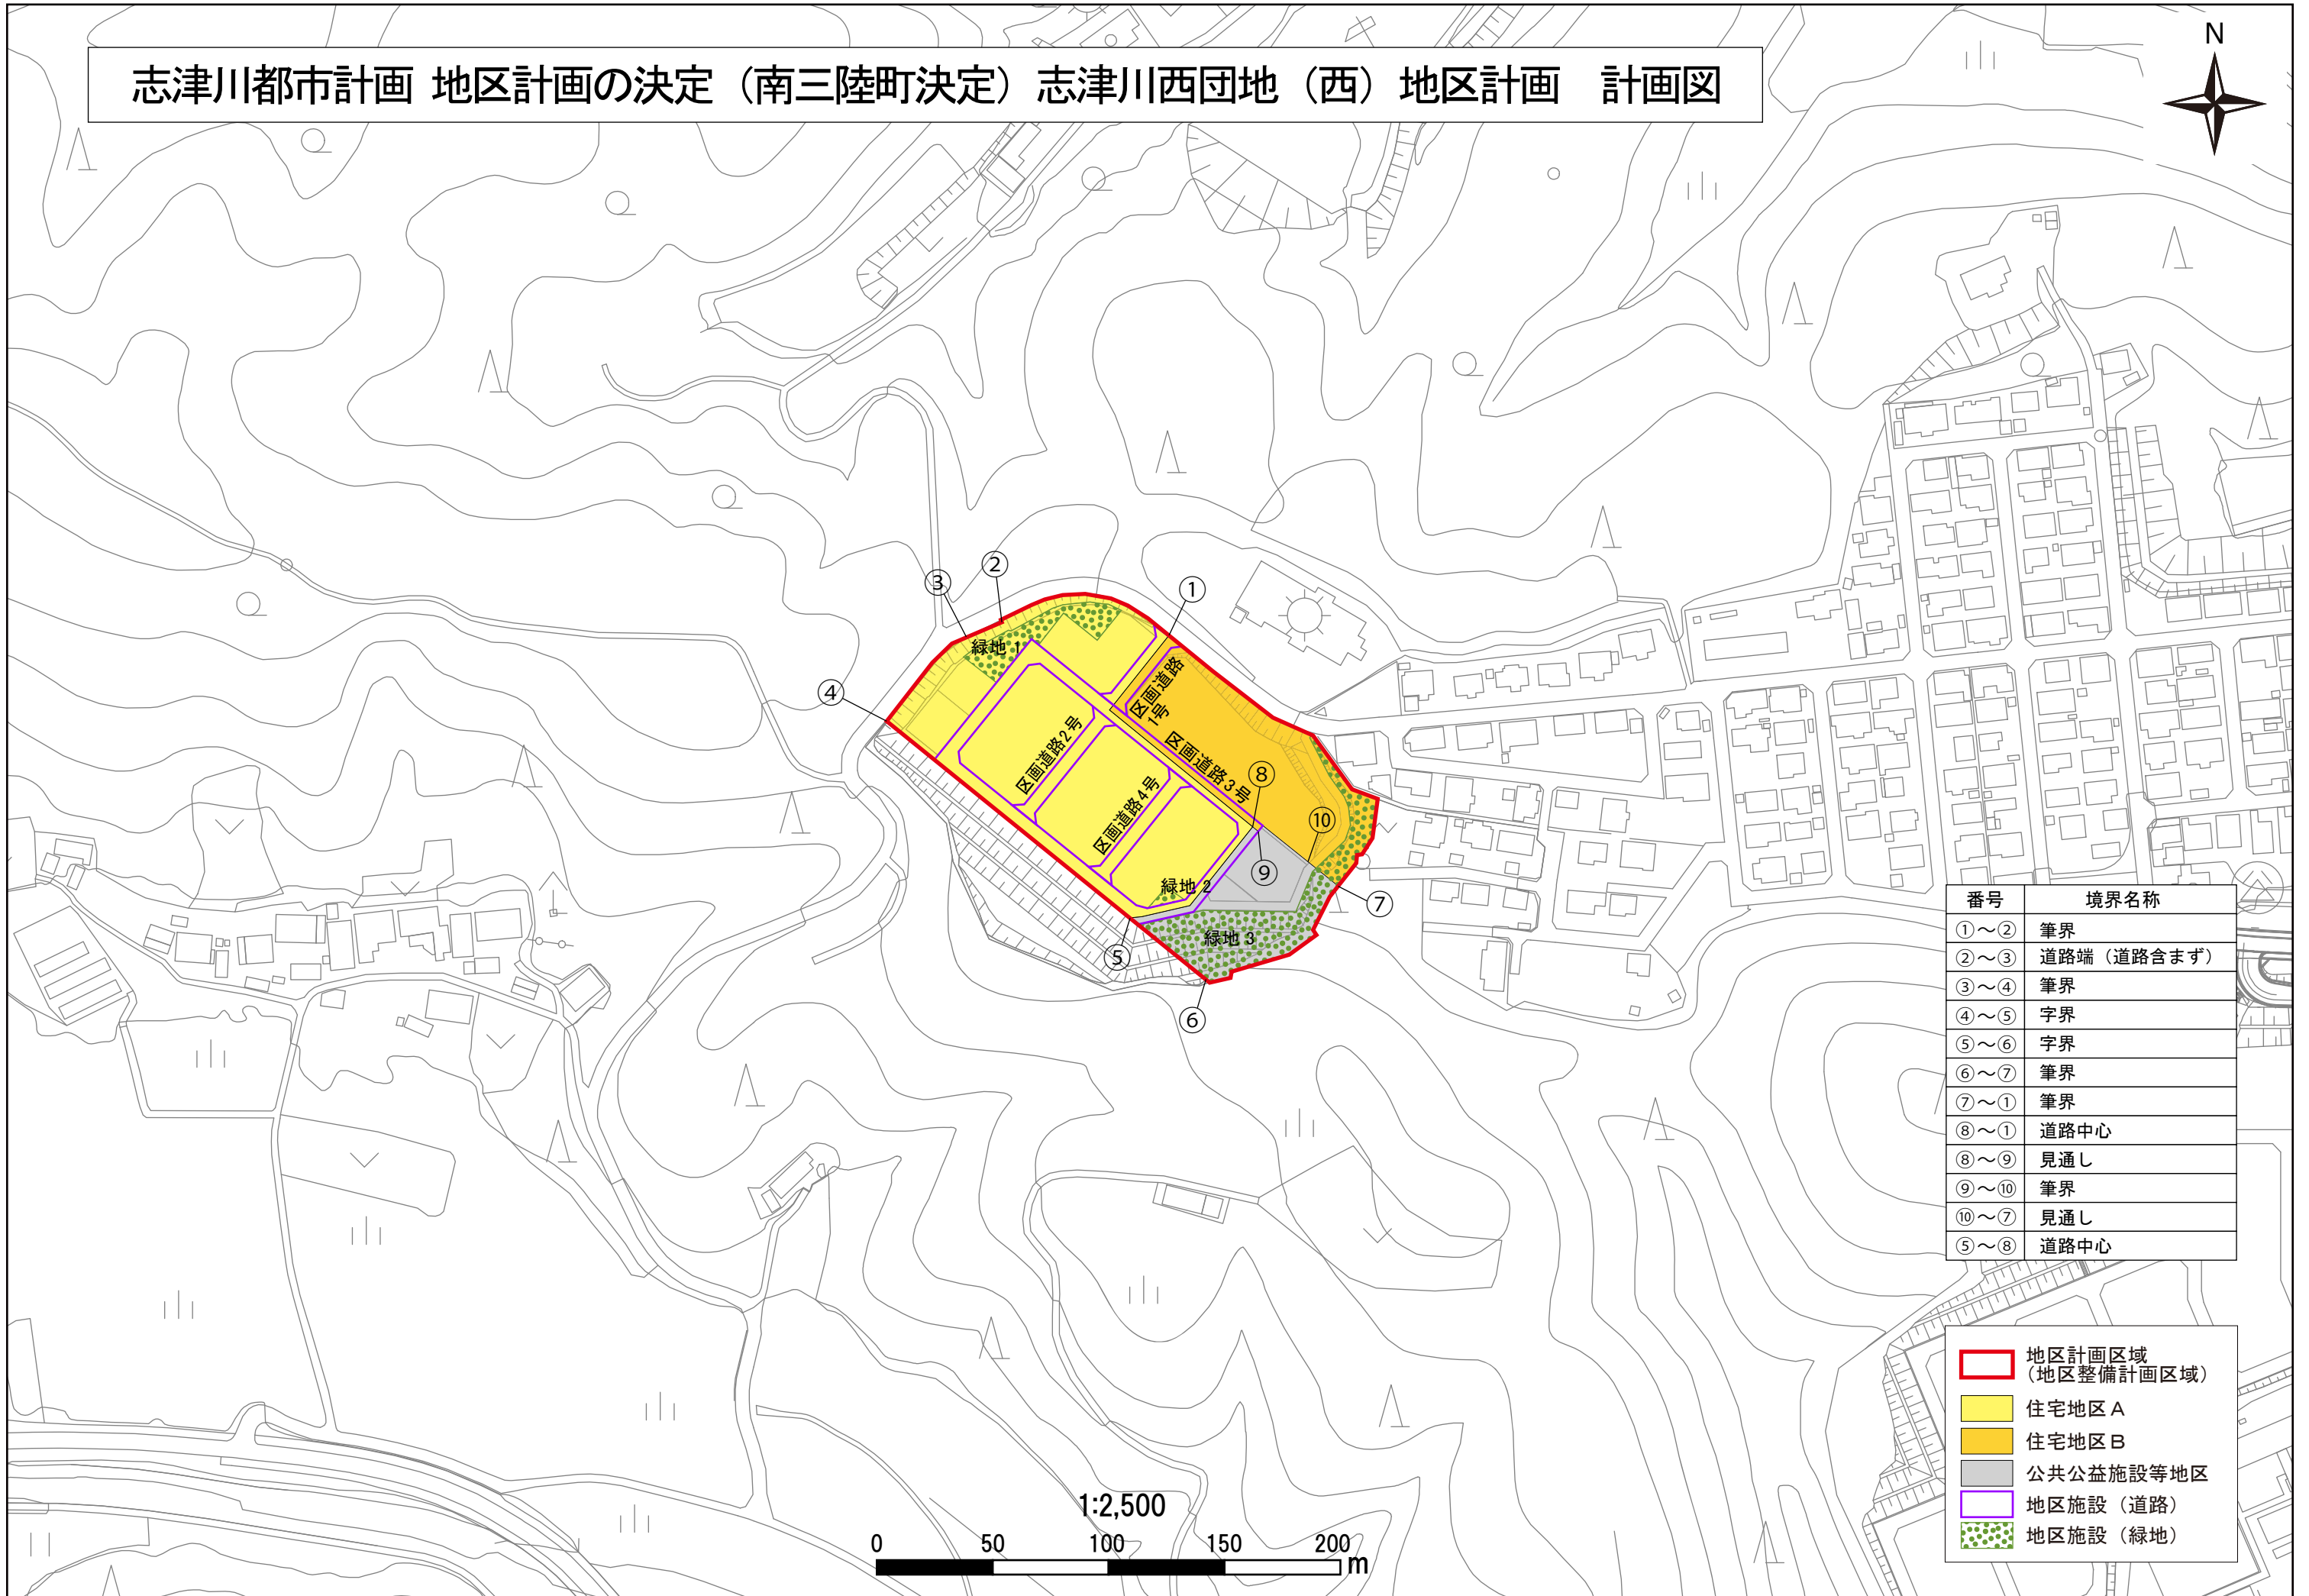 志津川都市計画 地区計画の決定（南三陸町決定）志津川西団地（西）地区計画　計画図
N
②
③
①
緑地 1
④
区画道路
1号
区画道路2号
区画道路3号
⑧
区画道路4号
⑩
⑨
緑地 2
⑦
緑地 3
⑤
⑥
番号 境界名称
①～② 筆界
②～③ 道路端（道路含まず）
③～④ 筆界
④～⑤ 字界
⑤～⑥ 字界
⑥～⑦ 筆界
⑦～① 筆界
⑧～① 道路中心
⑧～⑨ 見通し
⑨～⑩ 筆界
⑩～⑦ 見通し
⑤～⑧ 道路中心
地区計画区域
（地区整備計画区域）
住宅地区Ａ
住宅地区Ｂ
公共公益施設等地区
地区施設（道路）
地区施設（緑地）
1:2,500
0 50 100 150 200 m